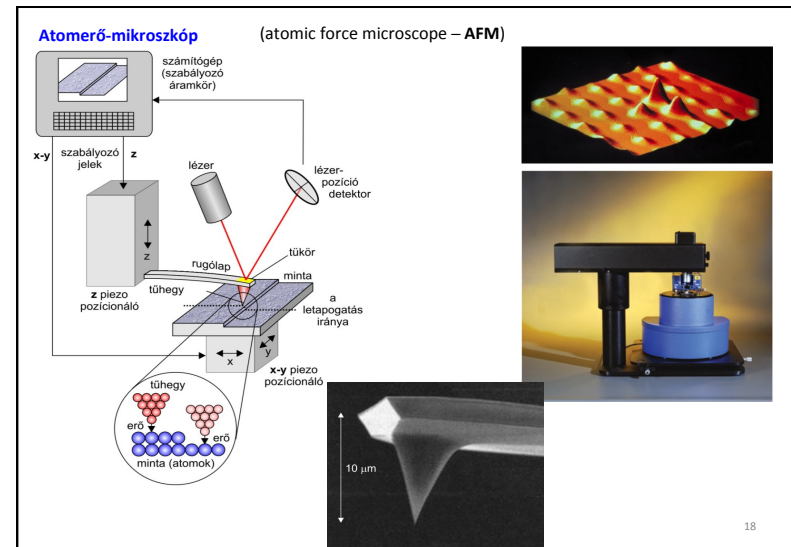 Atomerő-mikroszkóp
(atomic force microscope – AFM)
számítógép
(szabályozó
áramkör)
x-y
szabályozó
jelek
z
lézer
lézer-
pozíció
detektor
z
rugólap
tükör
minta
tűhegy
z piezo
pozícionáló
a
letapogatás
iránya
x
y
x-y piezo
pozícionáló
tűhegy
erő
erő
minta (atomok)
10 µm
18